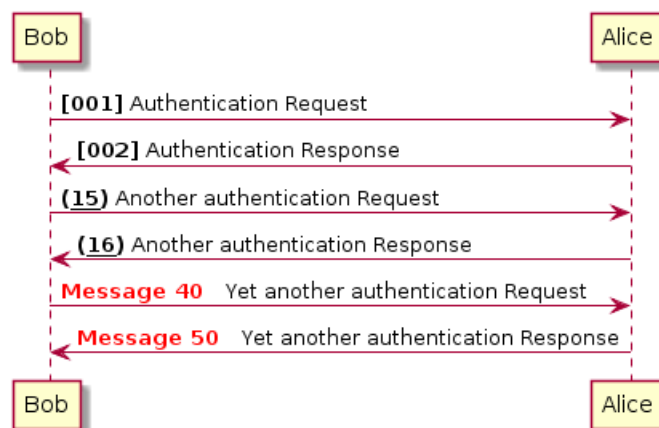 Bob Alice
[001] Authentication Request
[002] Authentication Response
(15) Another authentication Request
(16) Another authentication Response
Message 40 Yet another authentication Request
Message 50 Yet another authentication Response
Bob Alice